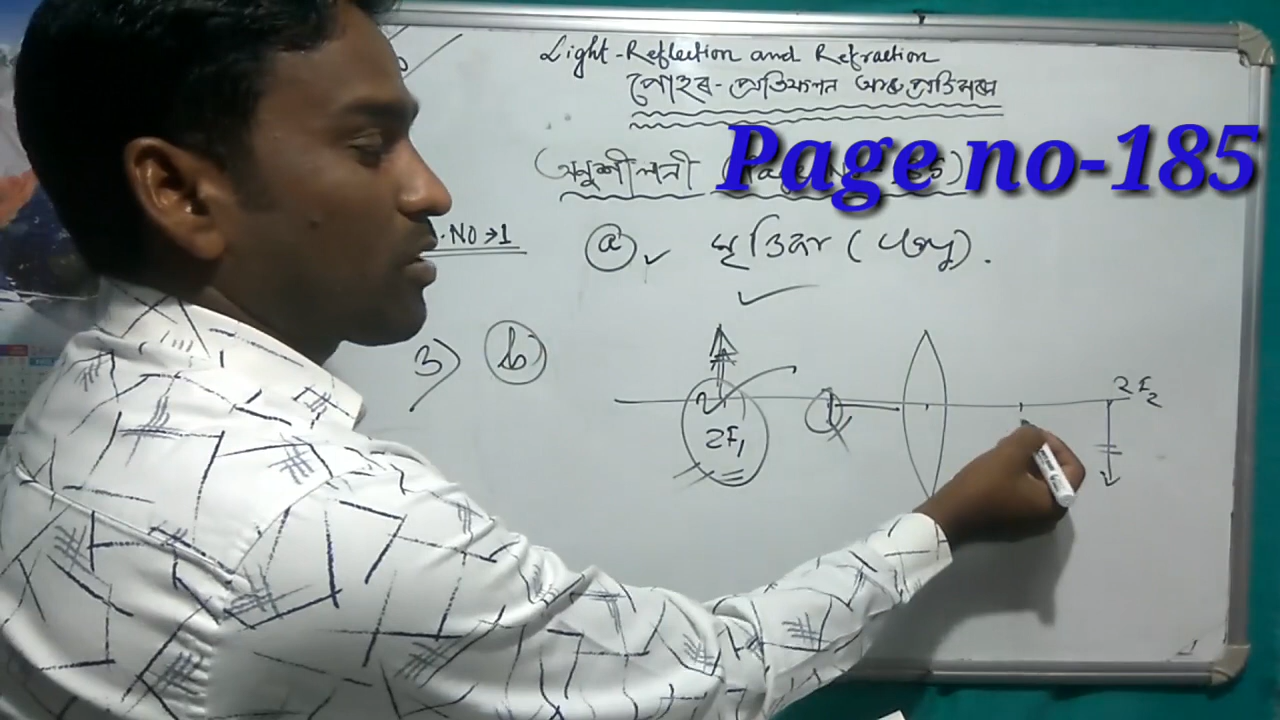 Light-Reflection and Refraction
পোহৰ-প্ৰতিফলন আৰু প্ৰতিসৰণ
(অনুশীলনী
Page no-185
.NO→1
(a) মৃত্তিকা (
3) (b)
2F₂
2F₁